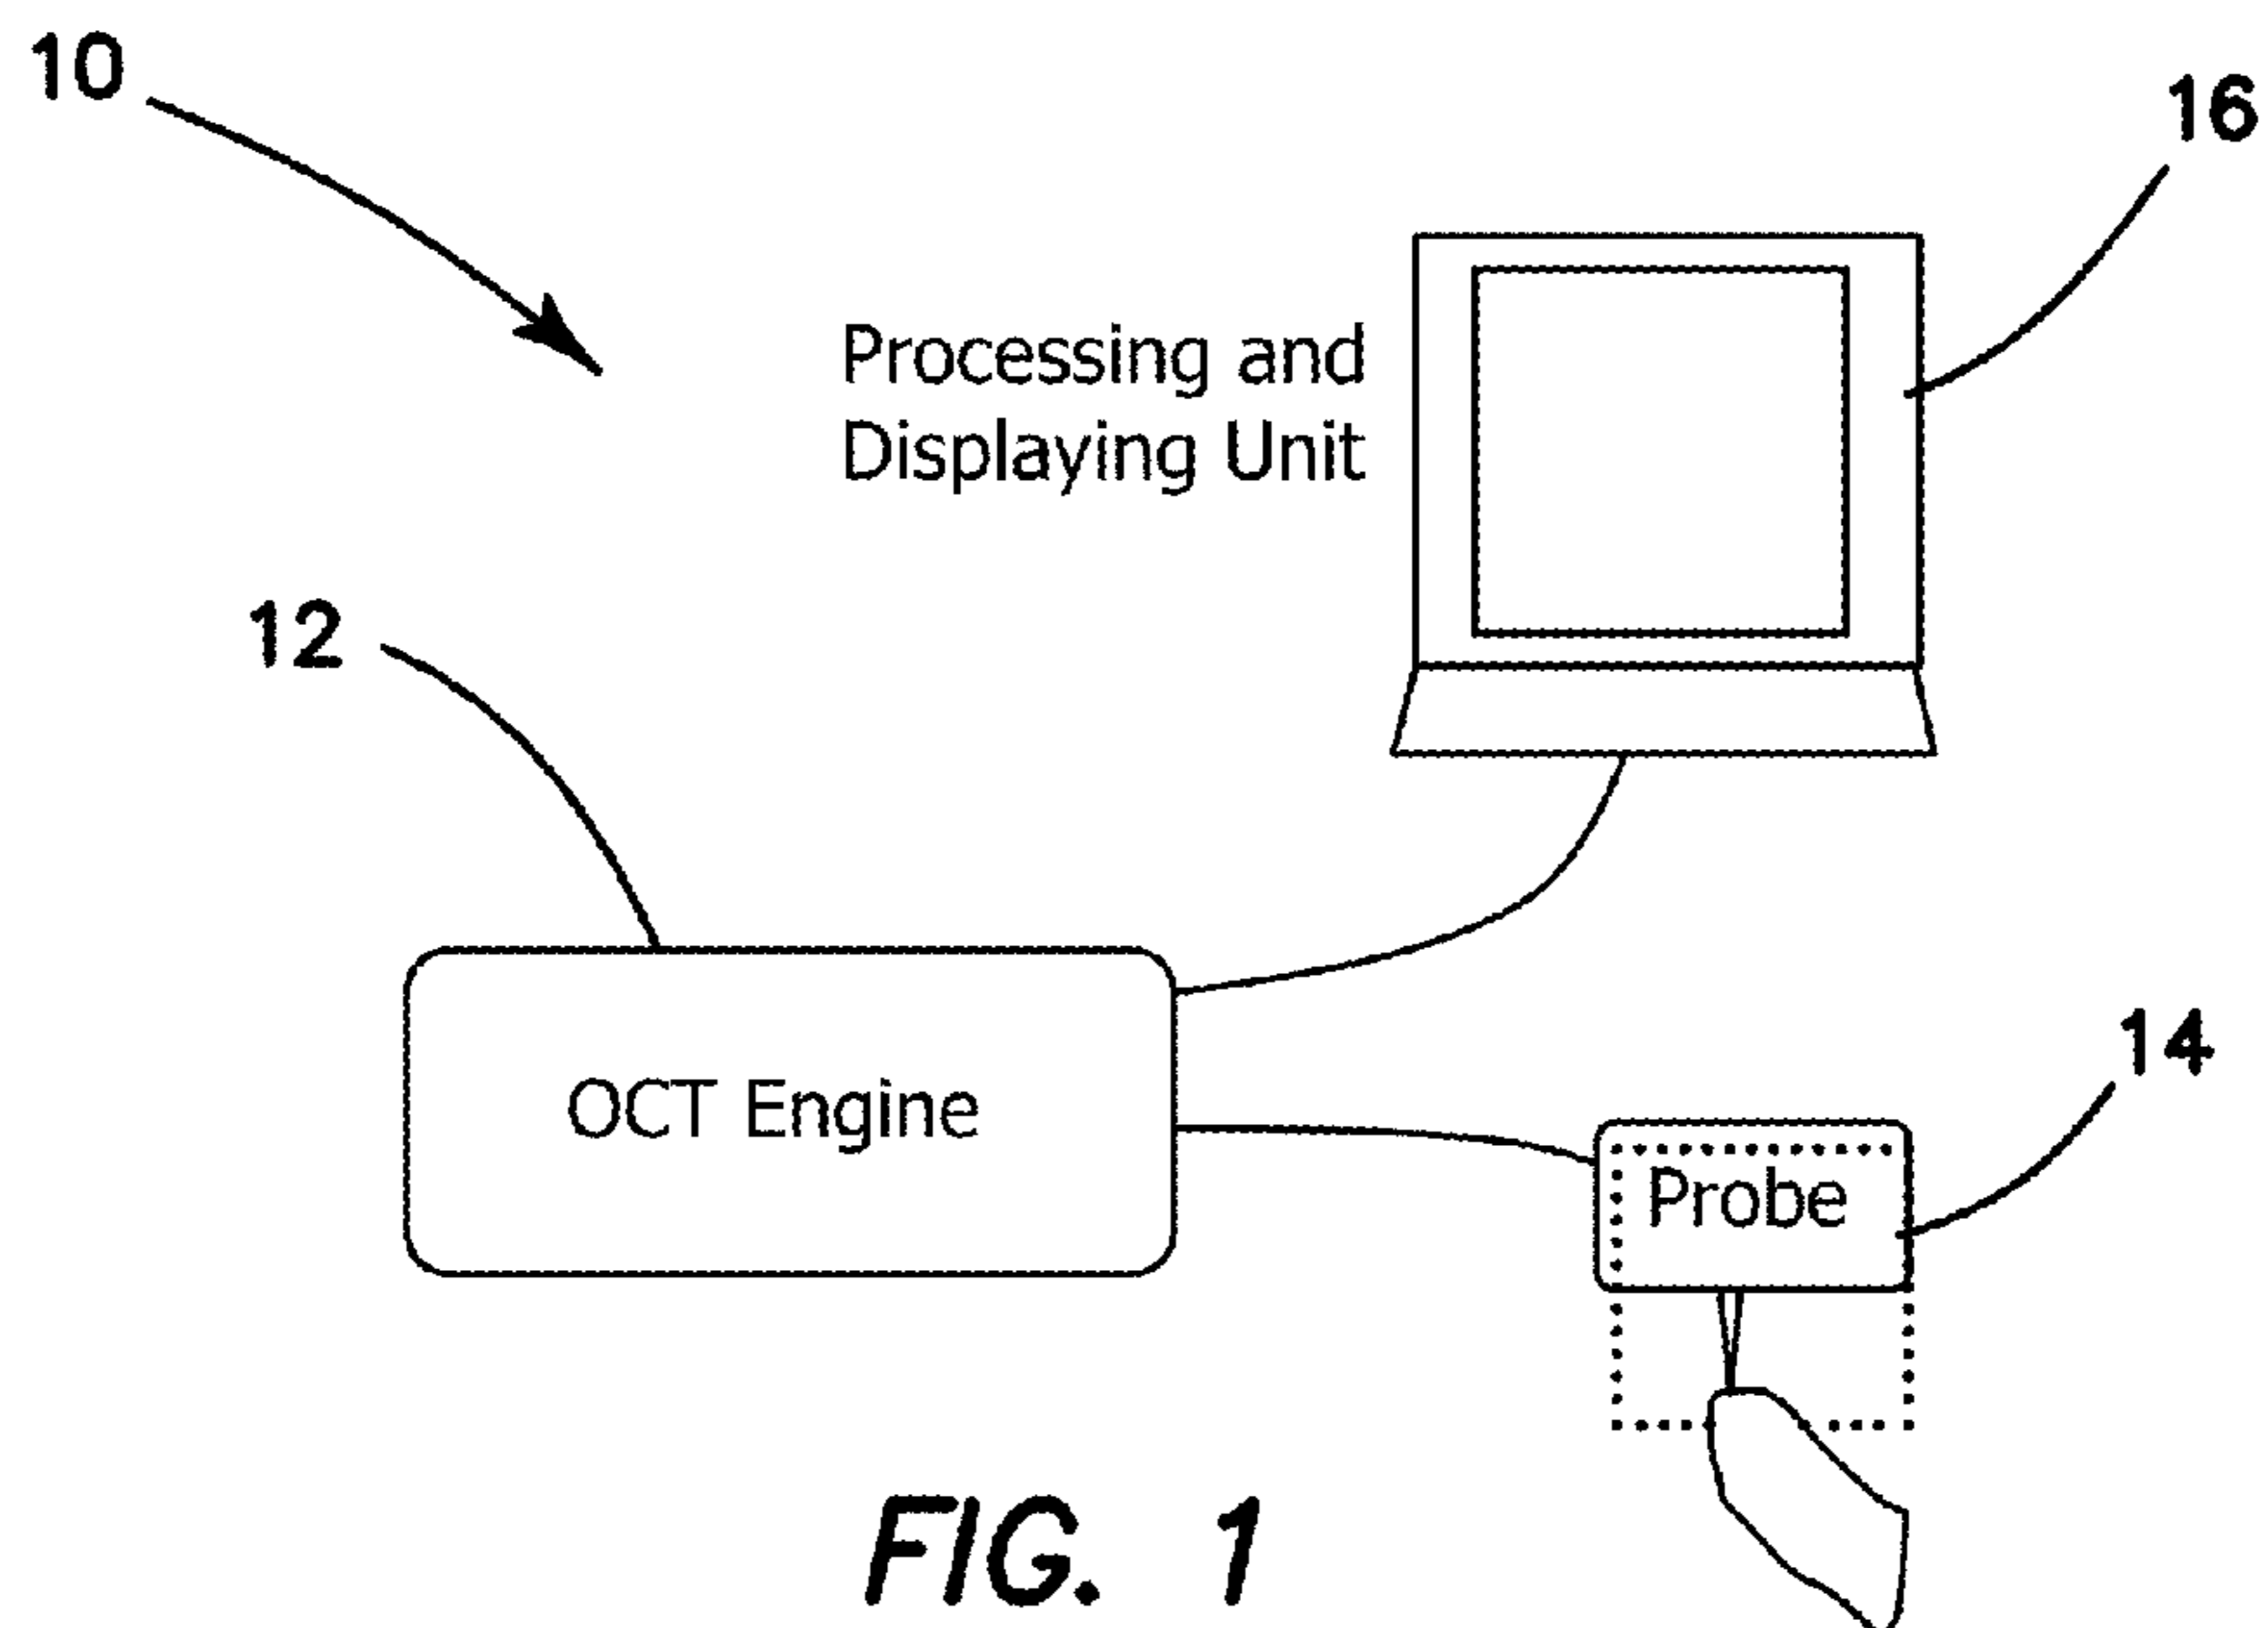 10
16
Processing and
Displaying Unit
12
14
OCT Engine
Probe
FIG. 1